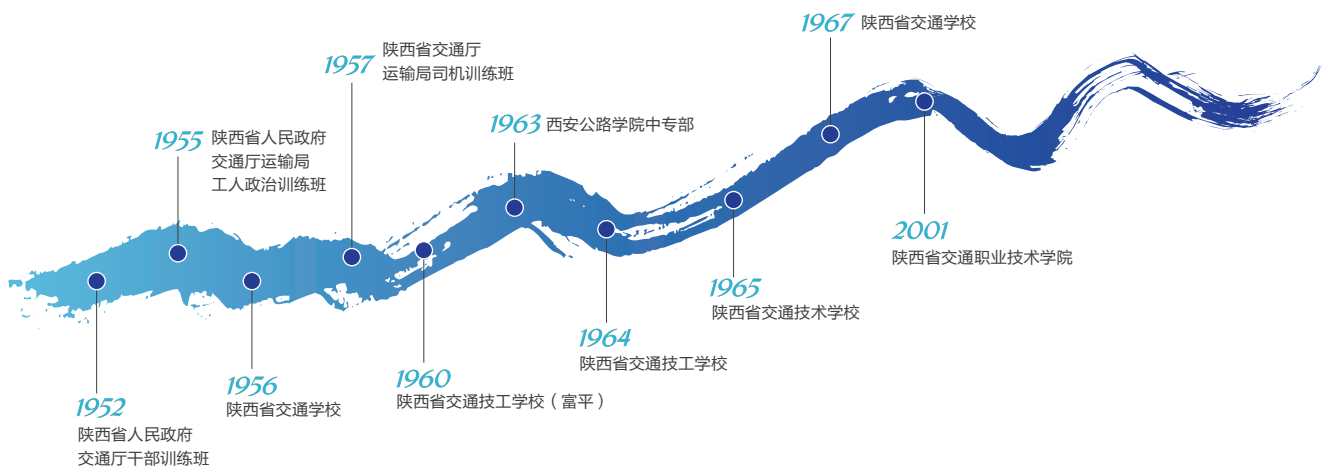 1952
陕西省人民政府
交通厅干部训练班
1955 陕西省人民政府
交通厅运输局
工人政治训练班
1956
陕西省交通学校
1957 陕西省交通厅
运输局司机训练班
1960
陕西省交通技工学校（富平）
1963 西安公路学院中专部
1964
陕西省交通技工学校
1965
陕西省交通技术学校
1967 陕西省交通学校
2001
陕西省交通职业技术学院